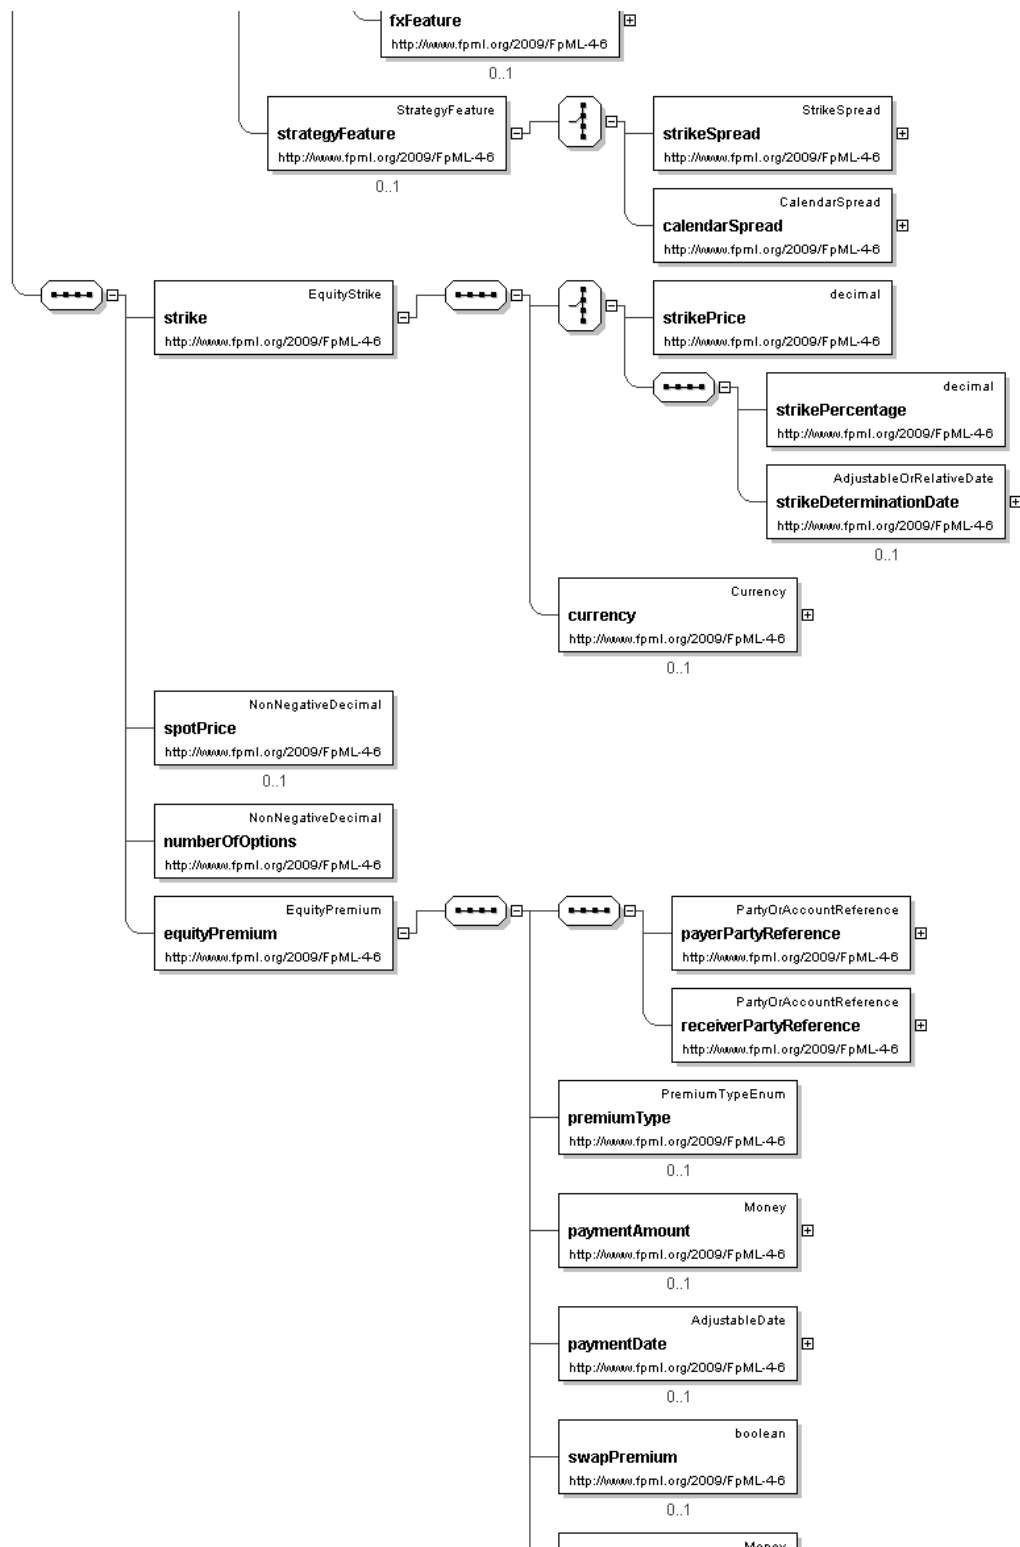 fxFeature
http://www.fpml.org/2009/FpML-4-6
0..1
StrategyFeature
strategyFeature
http://www.fpml.org/2009/FpML-4-6
0..1
StrikeSpread
strikeSpread
http://www.fpml.org/2009/FpML-4-6
CalendarSpread
calendarSpread
http://www.fpml.org/2009/FpML-4-6
EquityStrike
strike
http://www.fpml.org/2009/FpML-4-6
decimal
strikePrice
http://www.fpml.org/2009/FpML-4-6
decimal
strikePercentage
http://www.fpml.org/2009/FpML-4-6
AdjustableOrRelativeDate
strikeDeterminationDate
http://www.fpml.org/2009/FpML-4-6
0..1
Currency
currency
http://www.fpml.org/2009/FpML-4-6
0..1
NonNegativeDecimal
spotPrice
http://www.fpml.org/2009/FpML-4-6
0..1
NonNegativeDecimal
numberOfOptions
http://www.fpml.org/2009/FpML-4-6
EquityPremium
equityPremium
http://www.fpml.org/2009/FpML-4-6
PartyOrAccountReference
payerPartyReference
http://www.fpml.org/2009/FpML-4-6
PartyOrAccountReference
receiverPartyReference
http://www.fpml.org/2009/FpML-4-6
PremiumTypeEnum
premiumType
http://www.fpml.org/2009/FpML-4-6
0..1
Money
paymentAmount
http://www.fpml.org/2009/FpML-4-6
0..1
AdjustableDate
paymentDate
http://www.fpml.org/2009/FpML-4-6
0..1
boolean
swapPremium
http://www.fpml.org/2009/FpML-4-6
0..1
Money